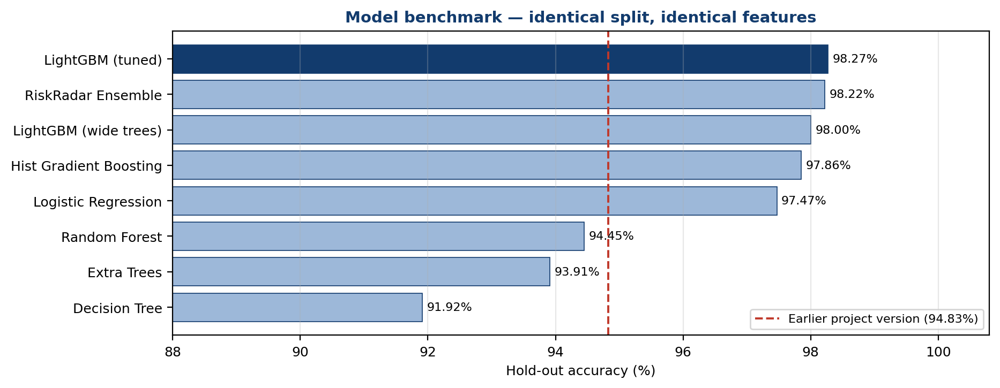 Model benchmark — identical split, identical features
LightGBM (tuned)
98.27%
RiskRadar Ensemble
98.22%
LightGBM (wide trees)
98.00%
Hist Gradient Boosting
97.86%
Logistic Regression
97.47%
Random Forest
94.45%
Extra Trees
93.91%
Decision Tree
91.92%
Earlier project version (94.83%)
88 90 92 94 96 98 100
Hold-out accuracy (%)